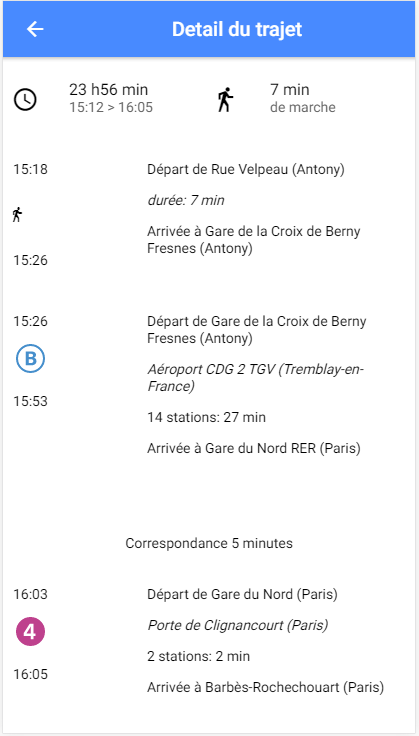 Detail du trajet
23 h56 min
15:12 > 16:05
7 min
de marche
15:18
Départ de Rue Velpeau (Antony)
durée: 7 min
Arrivée à Gare de la Croix de Berny
Fresnes (Antony)
15:26
15:26
Départ de Gare de la Croix de Berny
Fresnes (Antony)
B
Aéroport CDG 2 TGV (Tremblay-en-
France)
15:53
14 stations: 27 min
Arrivée à Gare du Nord RER (Paris)
Correspondance 5 minutes
16:03
Départ de Gare du Nord (Paris)
4
Porte de Clignancourt (Paris)
2 stations: 2 min
16:05
Arrivée à Barbès-Rochechouart (Paris)